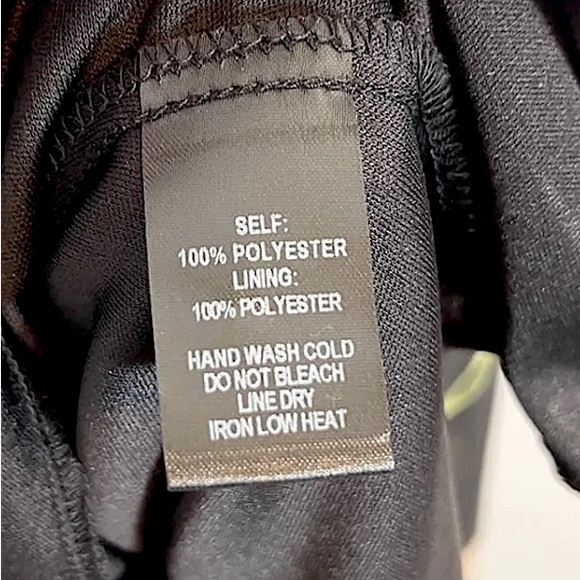 SELF:
100% POLYESTER
LINING:
100% POLYESTER
HAND WASH COLD
DO NOT BLEACH
LINE DRY
IRON LOW HEAT